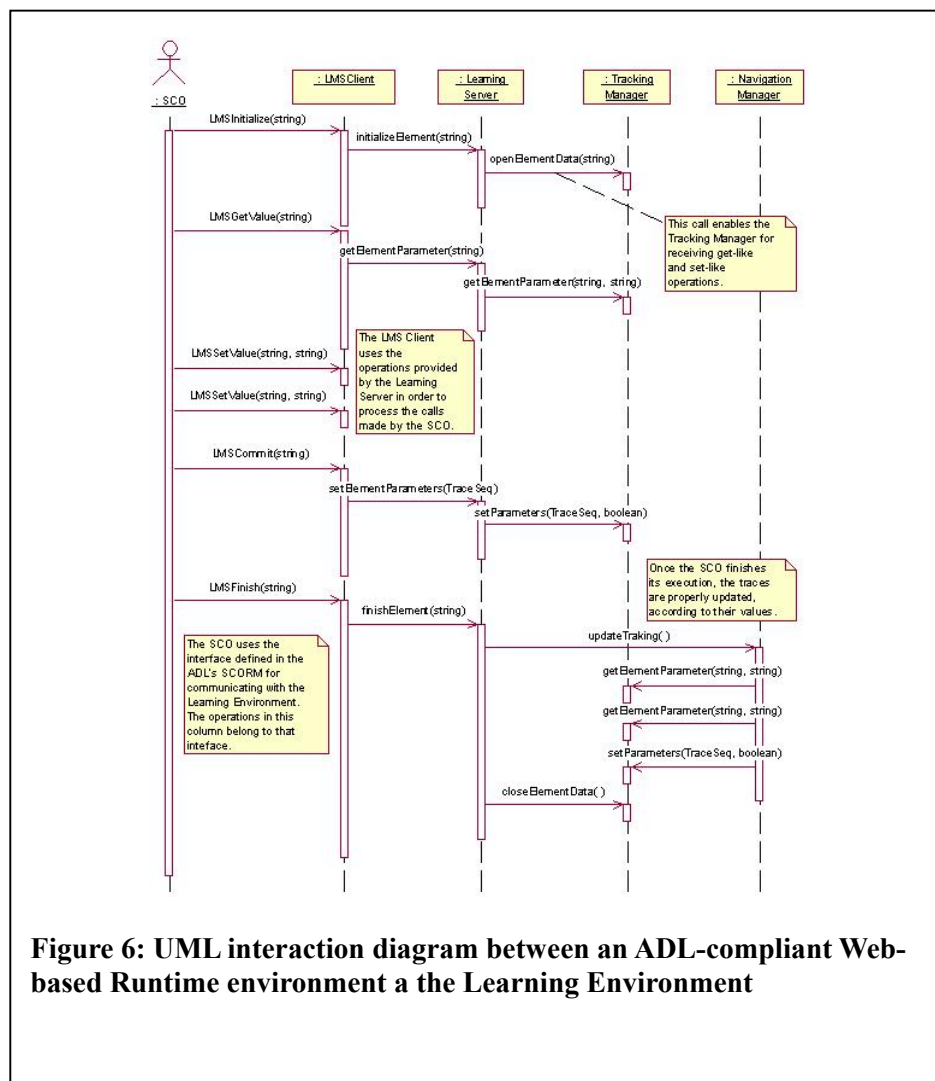 : SCO
: LMSClient
: Learning
Server
: Tracking
Manager
: Navigation
Manager
LMSInitialize(string)
initializeElement(string)
openElementData(string)
This call enables the
Tracking Manager for
receiving get-like
and set-like
operations.
LMSGetValue(string)
getElementParameter(string)
getElementParameter(string, string)
The LMS Client
uses the
operations provided
by the Learning
Server in order to
process the calls
made by the SCO.
LMSSetValue(string, string)
LMSSetValue(string, string)
LMSCommit(string)
setElementParameters(TraceSeq)
setParameters(TraceSeq, boolean)
Once the SCO finishes
its execution, the traces
are properly updated,
according to their values.
LMSFinish(string)
finishElement(string)
The SCO uses the
interface defined in the
ADL's SCORM for
communicating with the
Learning Environment.
The operations in this
column belong to that
inteface.
updateTraking( )
getElementParameter(string, string)
getElementParameter(string, string)
setParameters(TraceSeq, boolean)
closeElementData( )
Figure 6: UML interaction diagram between an ADL-compliant Web-
based Runtime environment a the Learning Environment